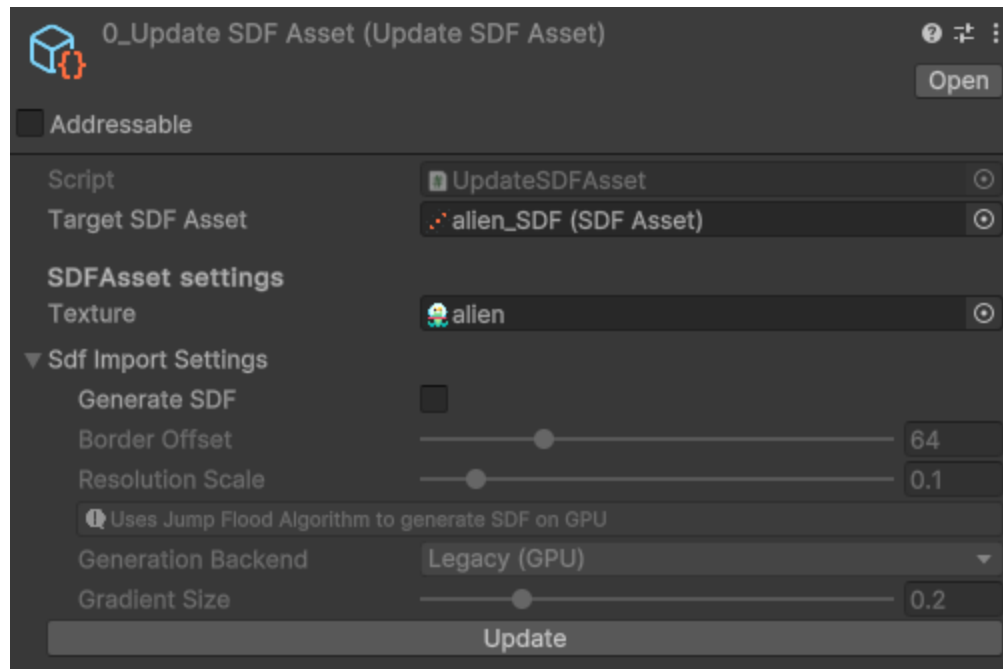 0_Update SDF Asset (Update SDF Asset)
Open
Addressable
Script UpdateSDFAsset
Target SDF Asset alien_SDF (SDF Asset)
SDFAsset settings
Texture alien
Sdf Import Settings
Generate SDF
Border Offset 64
Resolution Scale 0.1
Uses Jump Flood Algorithm to generate SDF on GPU
Generation Backend Legacy (GPU)
Gradient Size 0.2
Update